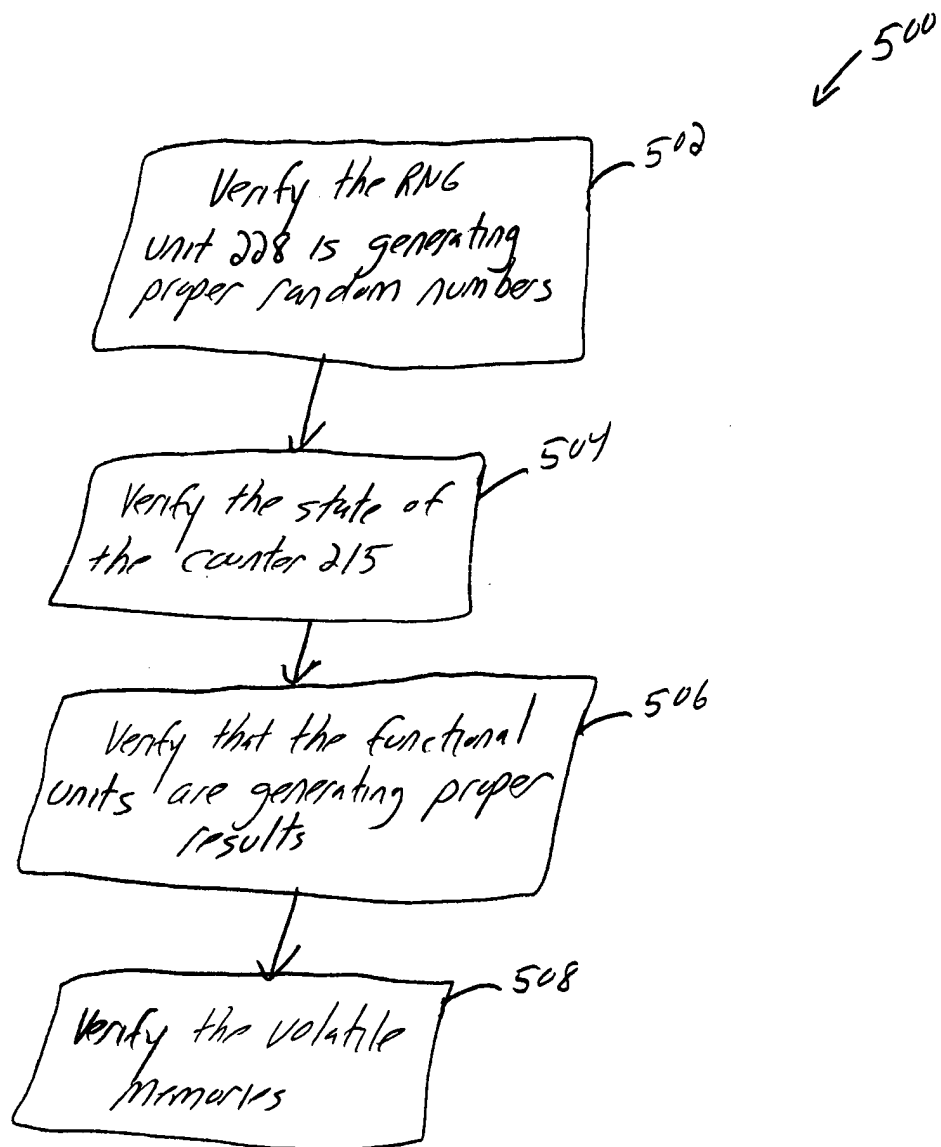 500
502
Verify the RNG
unit 228 is generating
proper random numbers
504
Verify the state of
the counter 215
506
Verify that the functional
units are generating proper
results
508
Verify the volatile
memories